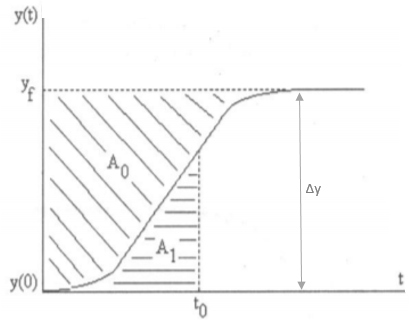 y(t)
y_f
A_0
Δy
A_1
y(0)
t
t_0